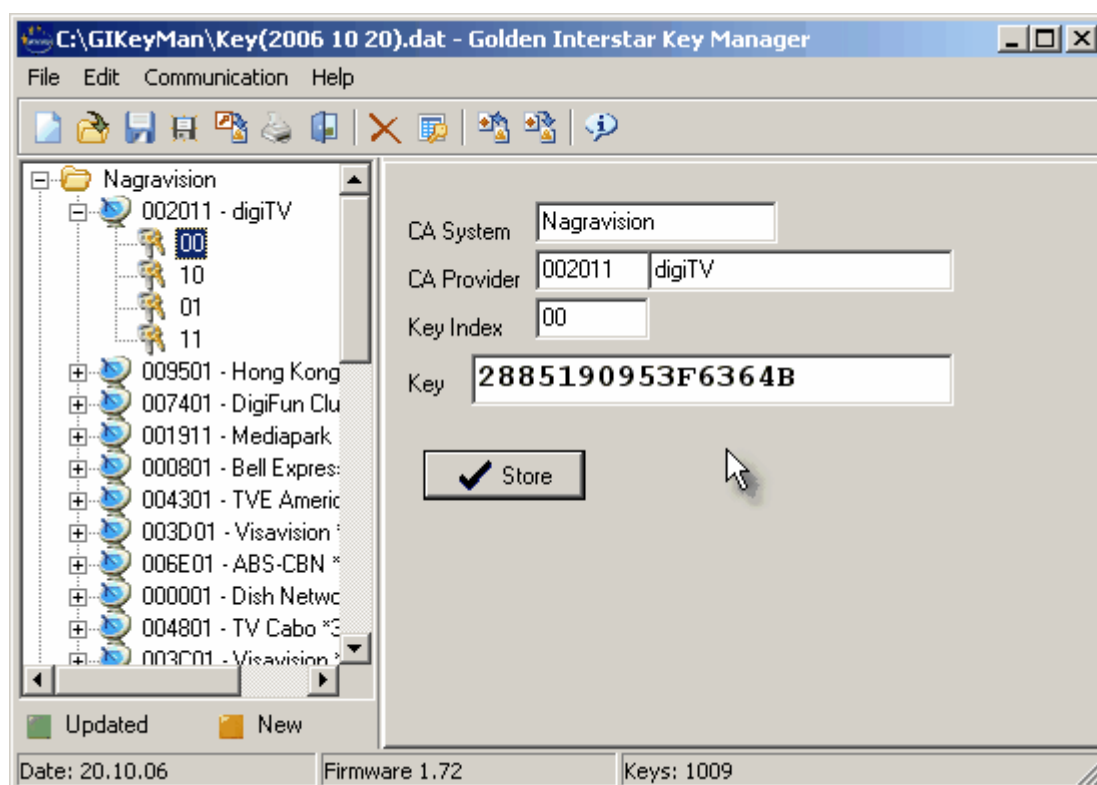 C:\GIKeyMan\Key(2006 10 20).dat - Golden Interstar Key Manager
File Edit Communication Help
Nagravision
002011 - digiTV
00
10
01
11
009501 - Hong Kong
007401 - DigiFun Clu
001911 - Mediapark
000801 - Bell Express
004301 - TVE Americ
003D01 - Visavision *
006E01 - ABS-CBN *
000001 - Dish Netwo
004801 - TV Cabo *3
003C01 - Visavision *
Updated New
CA System Nagravision
CA Provider 002011 digiTV
Key Index 00
Key 2885190953F6364B
Store
Date: 20.10.06 Firmware 1.72 Keys: 1009